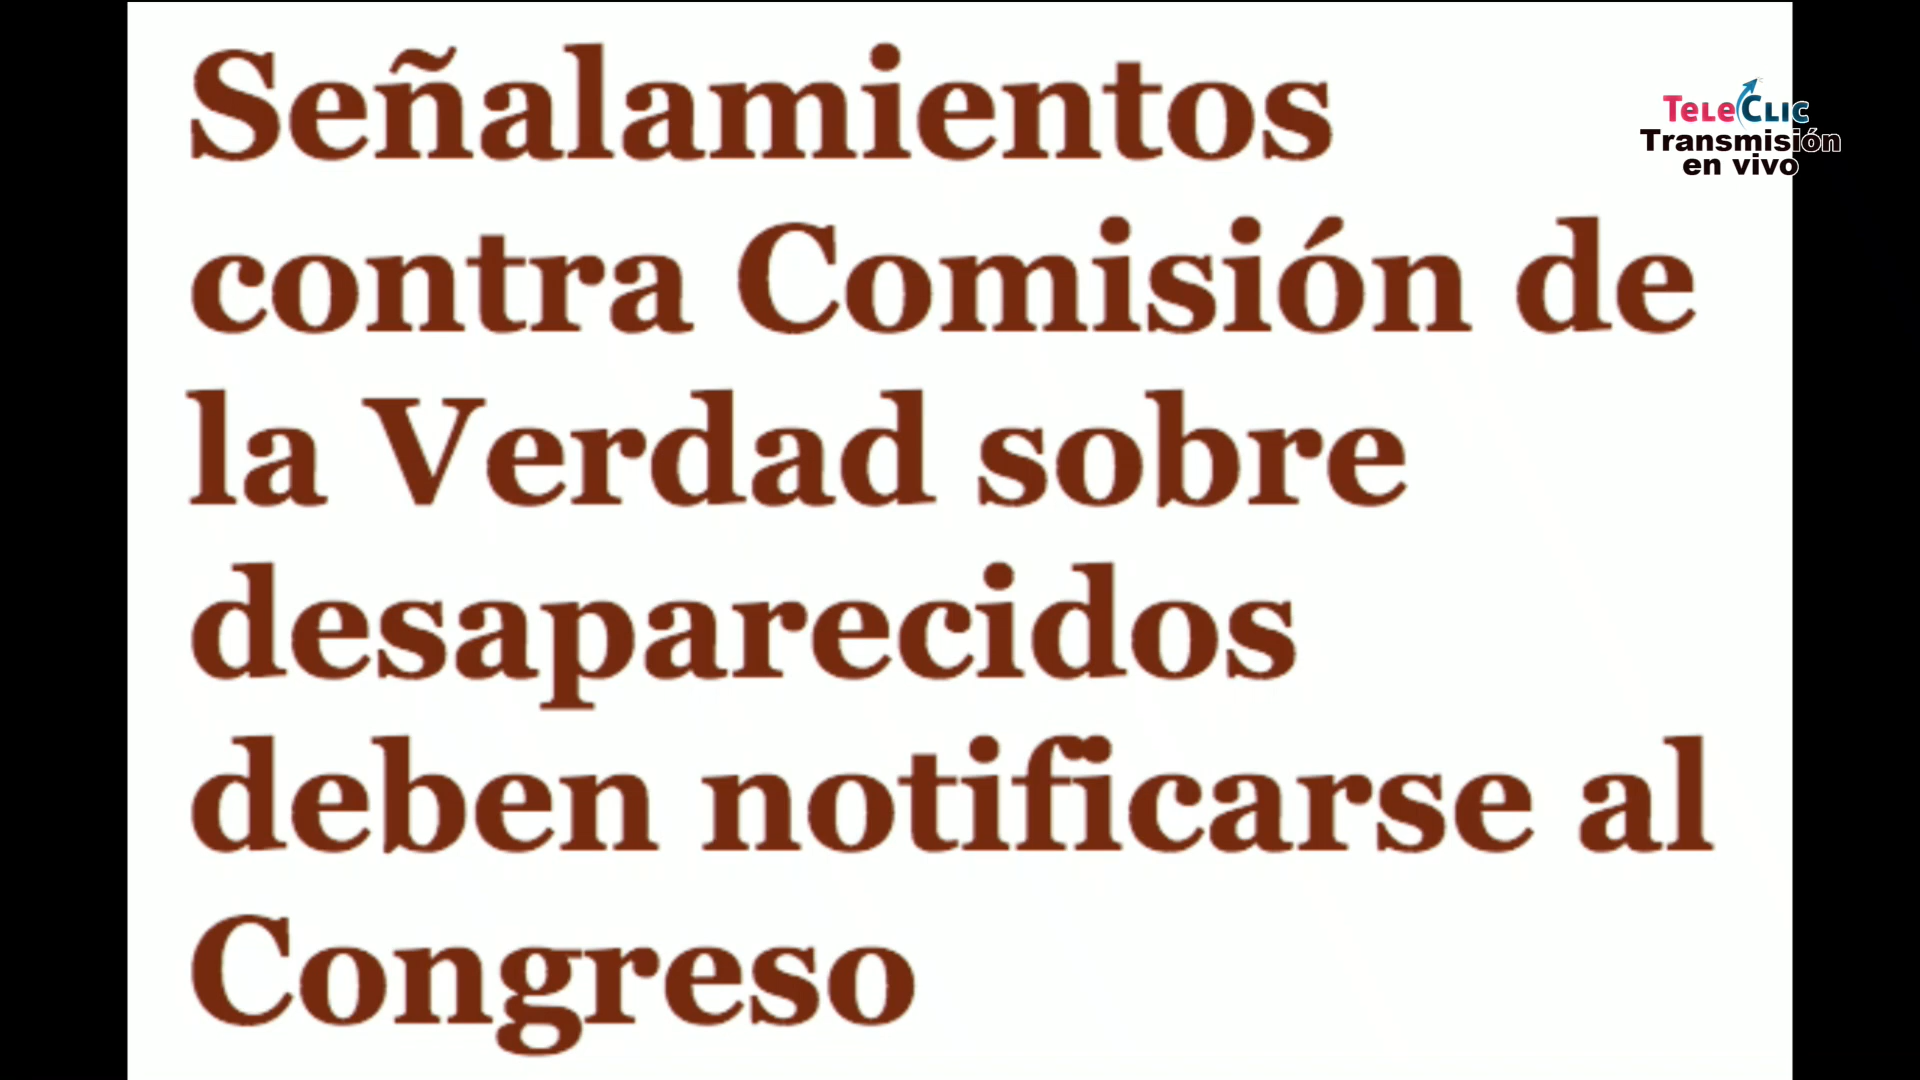 Señalamientos
contra Comisión de
la Verdad sobre
desaparecidos
deben notificarse al
Congreso
TeleClic
Transmisión
en vivo